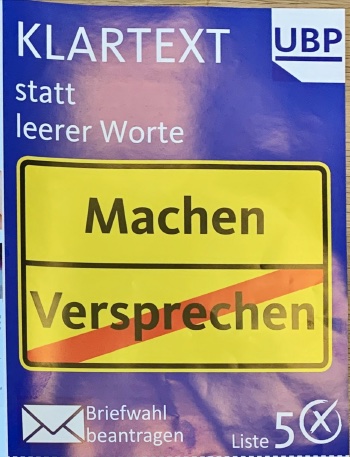 KLARTEXT
UBP
statt
leerer Worte
Machen
Versprechen
Briefwahl
beantragen
Liste 5